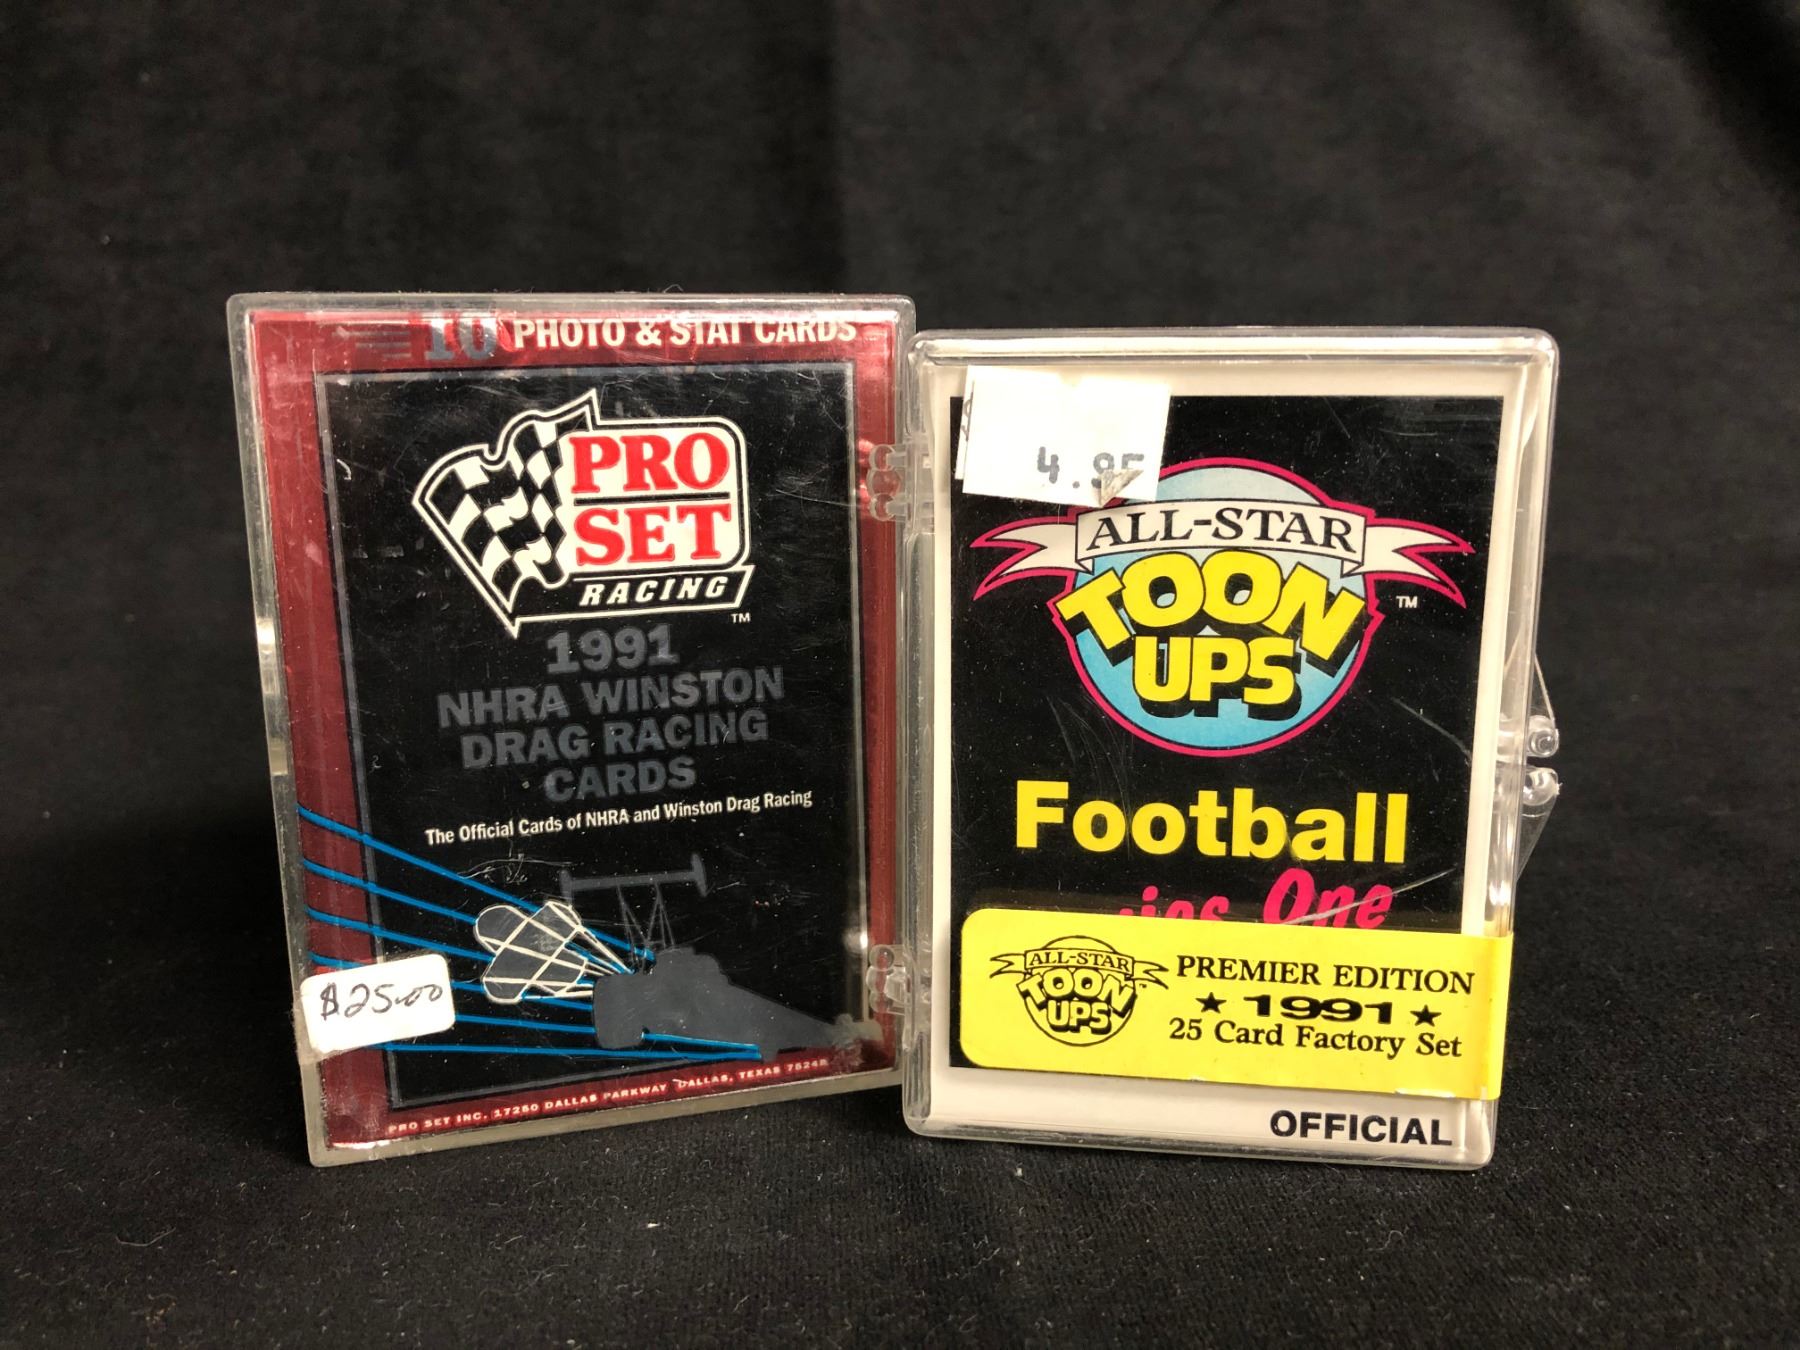 10 PHOTO & STAT CARDS
PRO
SET
RACING
TM
1991
NHRA WINSTON
DRAG RACING
CARDS
The Official Cards of NHRA and Winston Drag Racing
$25.00
PRO SET INC. 17250 DALLAS PARKWAY DALLAS, TEXAS 75248
4.95
ALL-STAR
TOON
UPS
TM
Football
One
ALL-STAR
TOON
UPS
PREMIER EDITION
★ 1991 ★
25 Card Factory Set
OFFICIAL